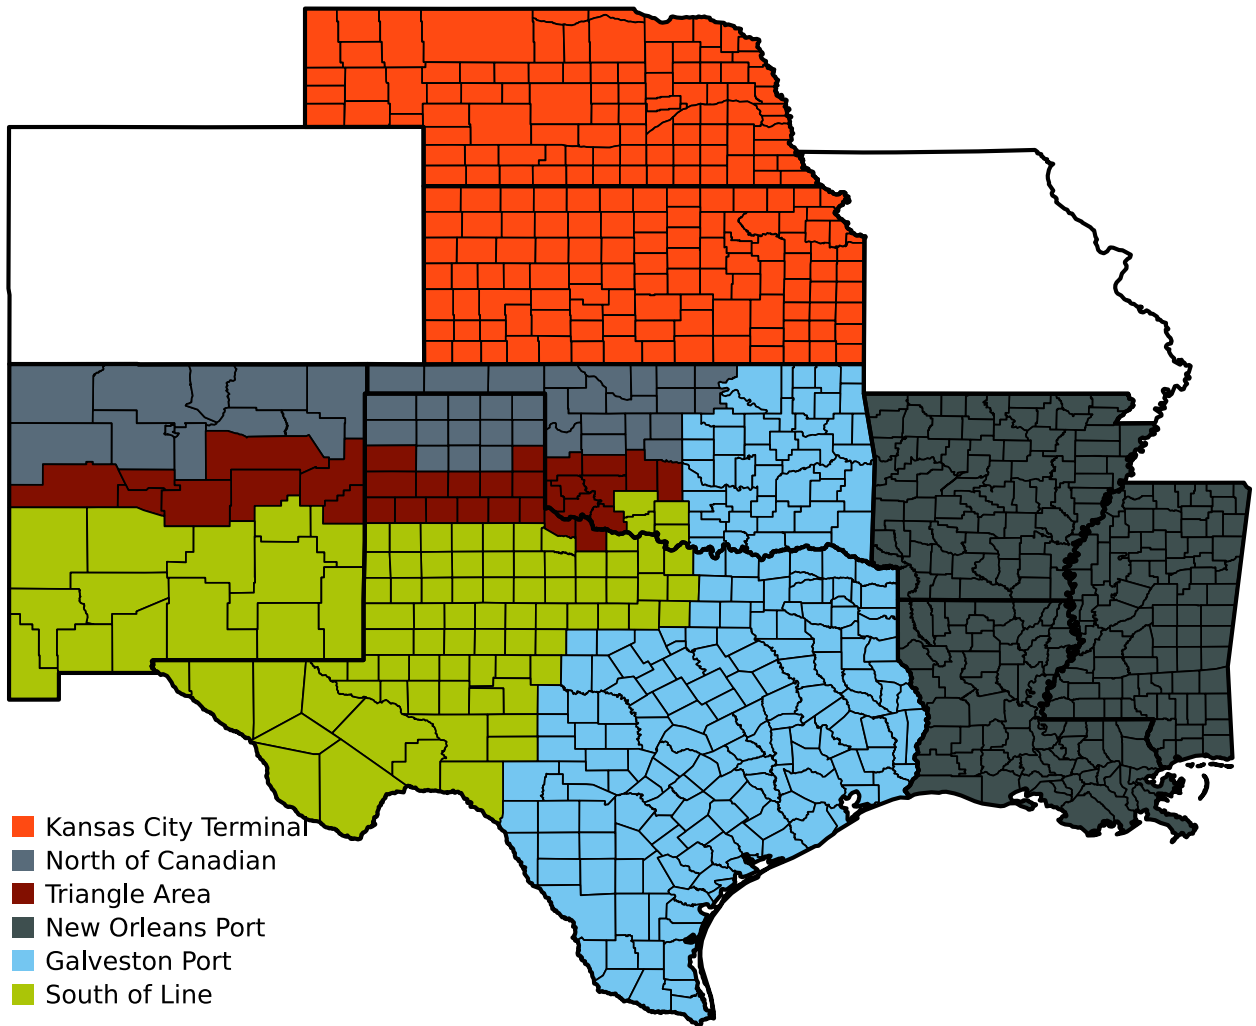 Kansas City Terminal
North of Canadian
Triangle Area
New Orleans Port
Galveston Port
South of Line